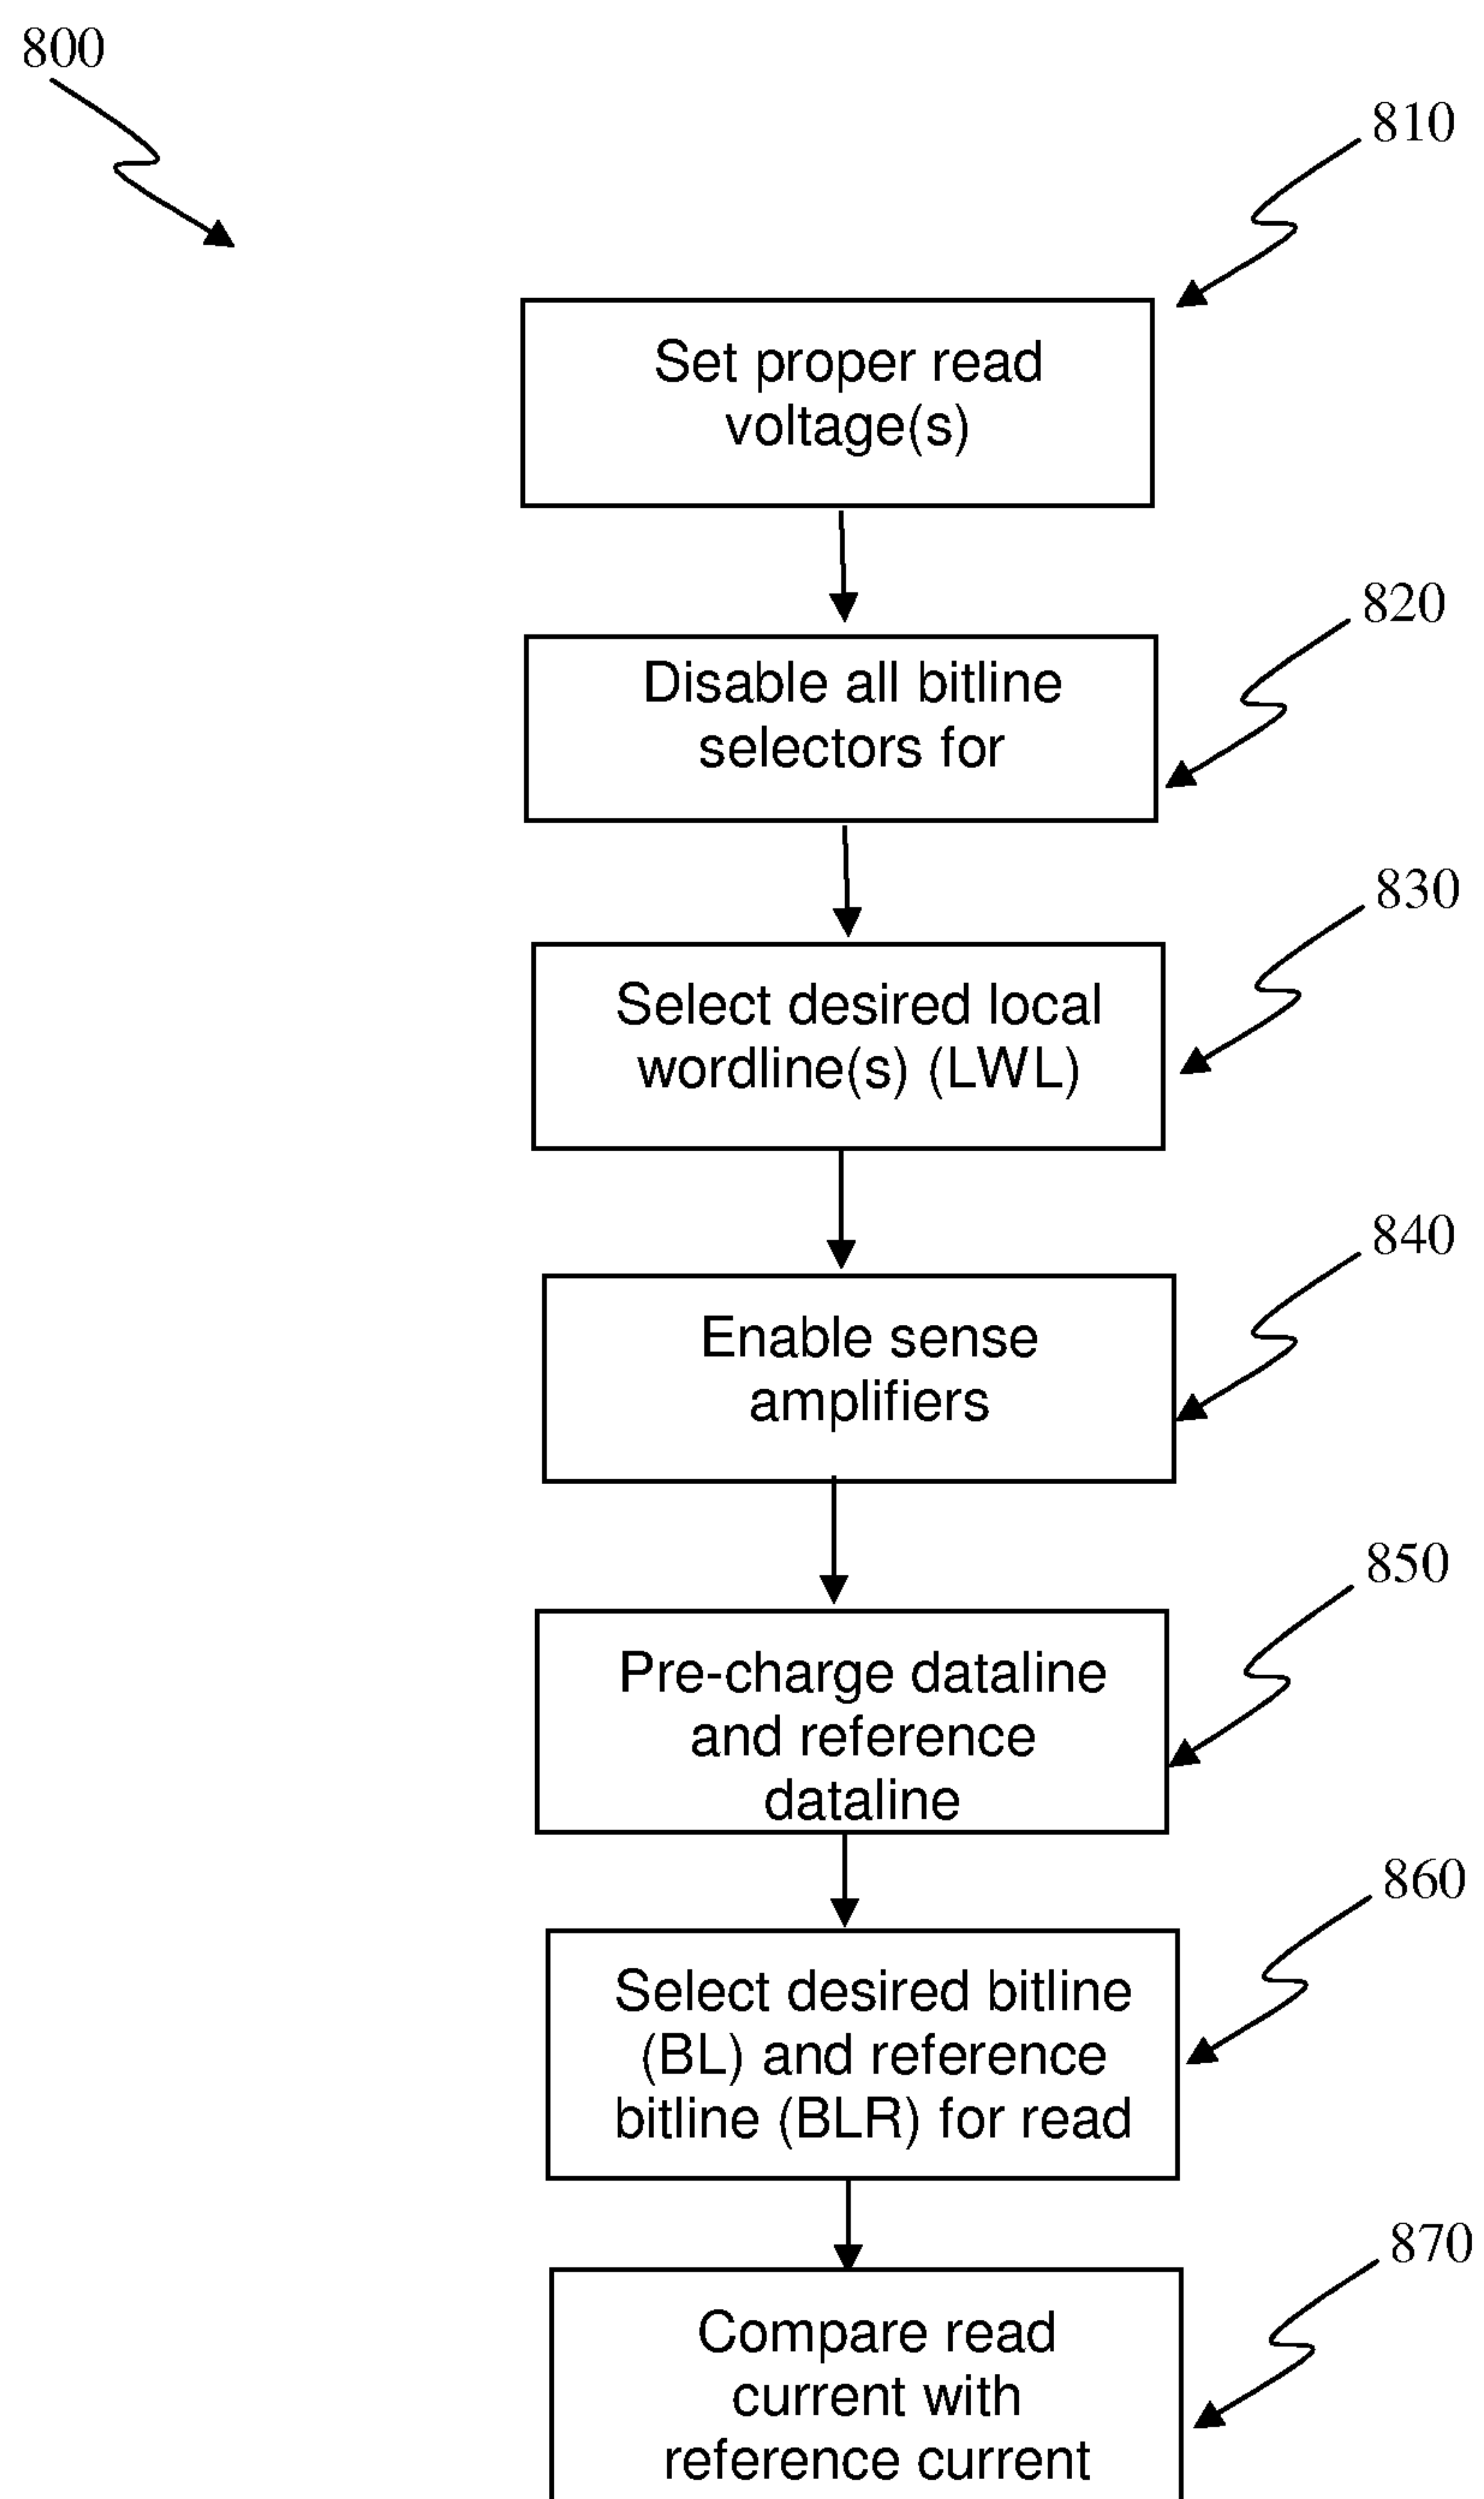 800
810
Set proper read
voltage(s)
820
Disable all bitline
selectors for
830
Select desired local
wordline(s) (LWL)
840
Enable sense
amplifiers
850
Pre-charge dataline
and reference
dataline
860
Select desired bitline
(BL) and reference
bitline (BLR) for read
870
Compare read
current with
reference current